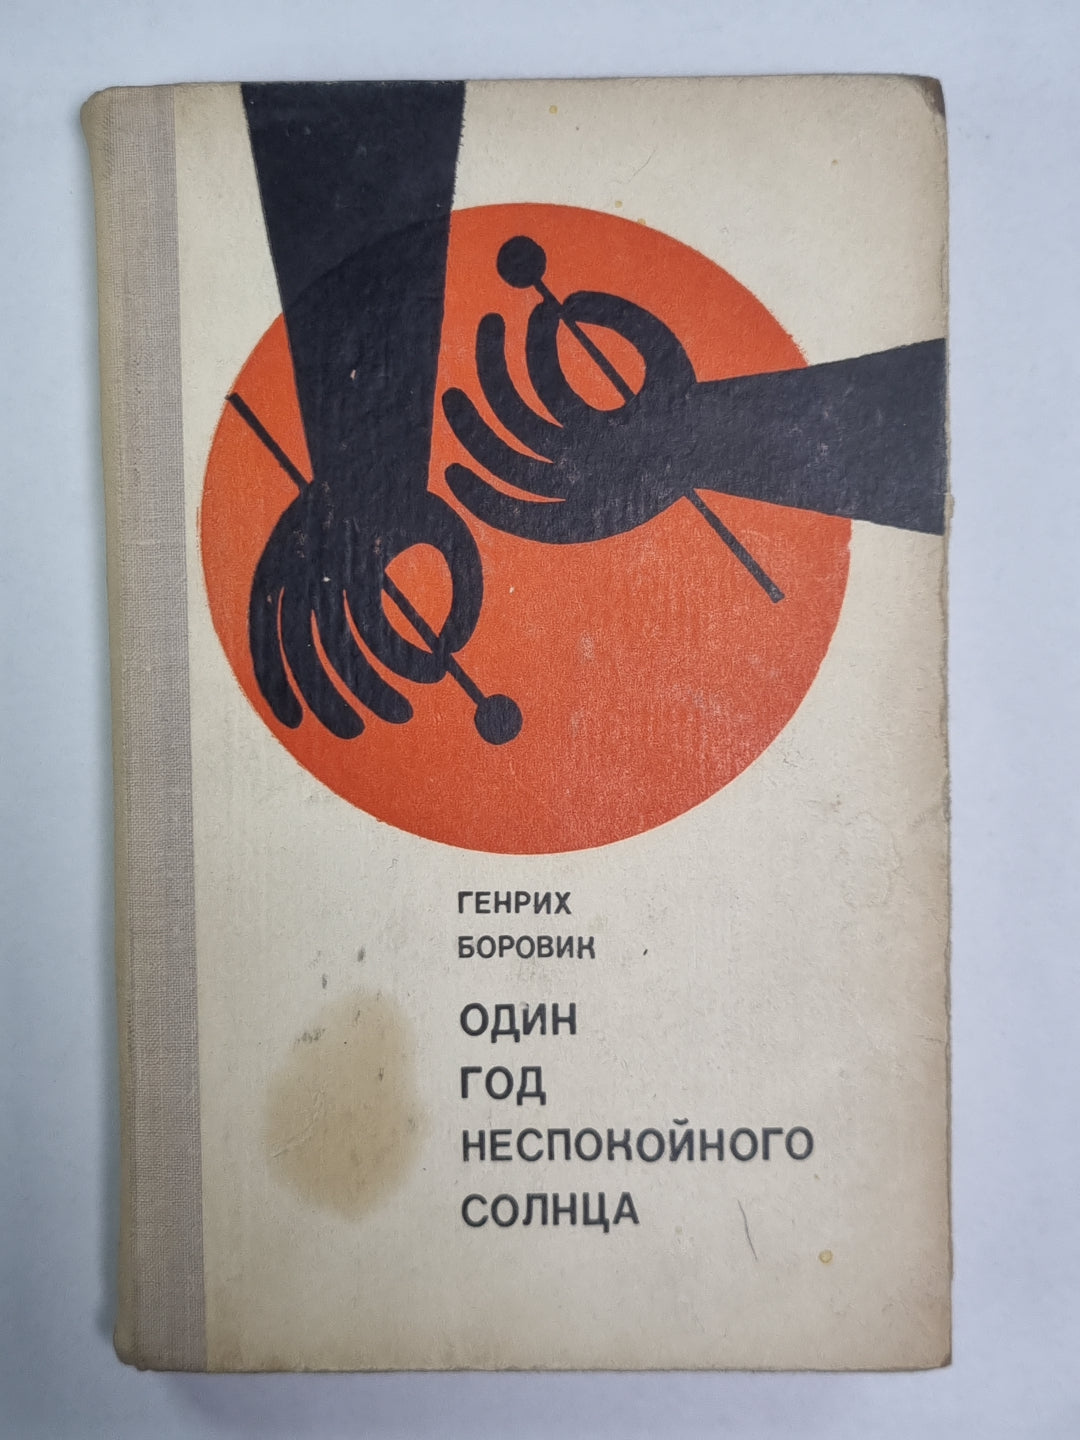 ГЕНРИХ
БОРОВИК
ОДИН
ГОД
НЕСПОКОЙНОГО
СОЛНЦА